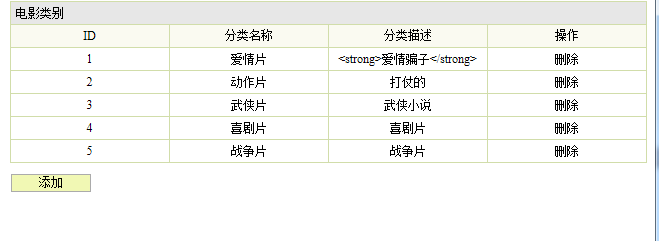 电影类别
ID 分类名称 分类描述 操作
1 爱情片 <strong>爱情骗子</strong> 删除
2 动作片 打仗的 删除
3 武侠片 武侠小说 删除
4 喜剧片 喜剧片 删除
5 战争片 战争片 删除
添加